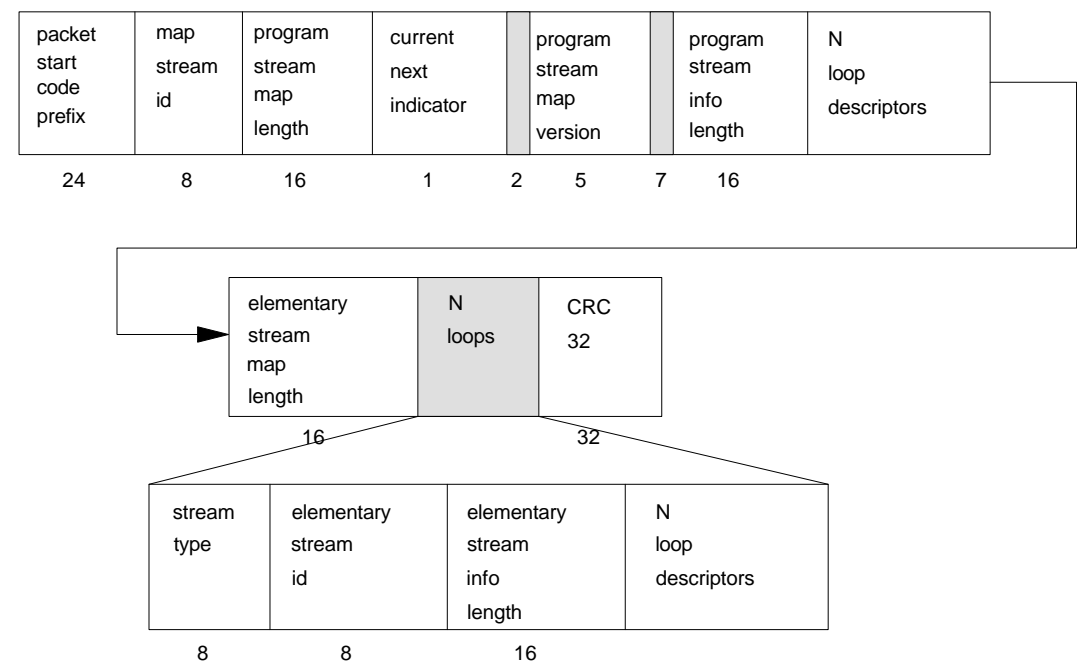 packet
start
code
prefix
map
stream
id
program
stream
map
length
current
next
indicator
program
stream
map
version
program
stream
info
length
N
loop
descriptors
24
8
16
1
2
5
7
16
elementary
stream
map
length
N
loops
CRC
32
16
32
stream
type
elementary
stream
id
elementary
stream
info
length
N
loop
descriptors
8
8
16